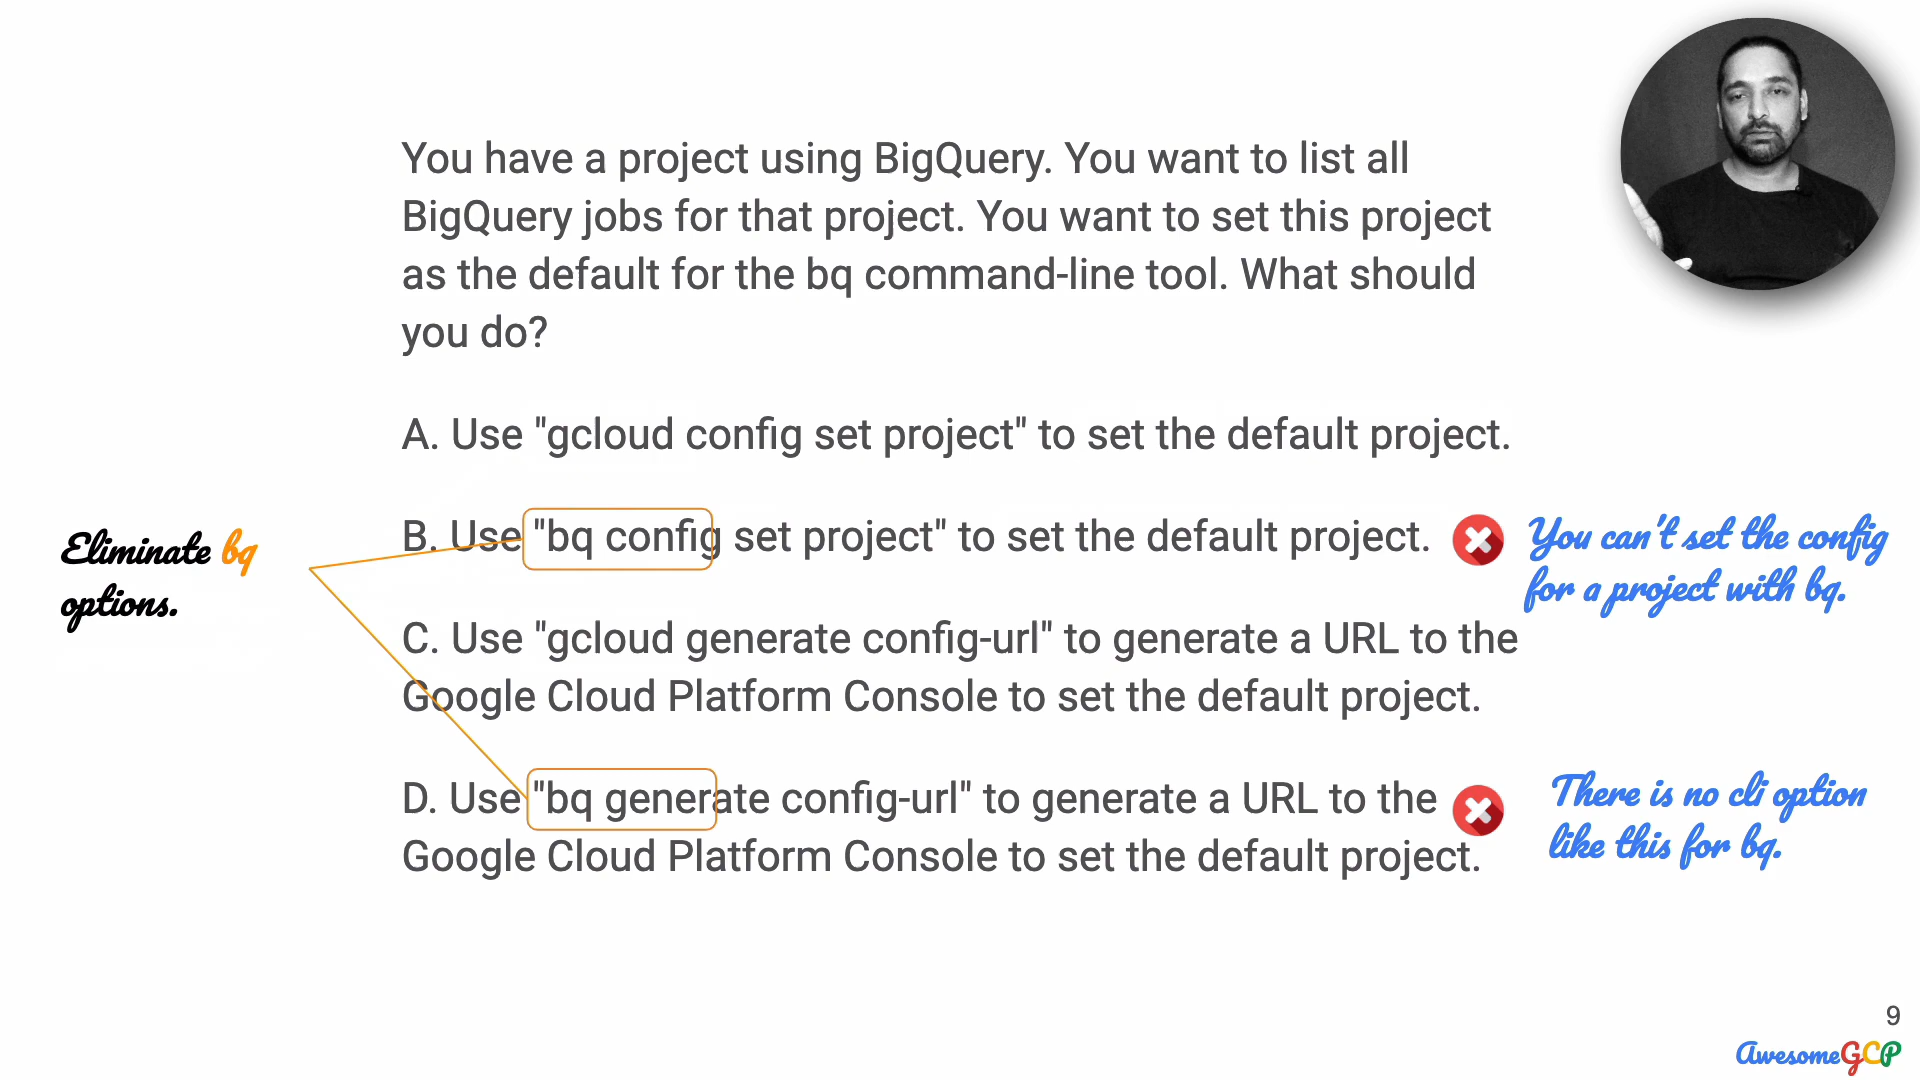 You have a project using BigQuery. You want to list all
BigQuery jobs for that project. You want to set this project
as the default for the bq command-line tool. What should
you do?
A. Use "gcloud config set project" to set the default project.
Eliminate bq
options.
B. Use "bq config set project" to set the default project.
You can't set the config
for a project with bq.
C. Use "gcloud generate config-url" to generate a URL to the
Google Cloud Platform Console to set the default project.
D. Use "bq generate config-url" to generate a URL to the
Google Cloud Platform Console to set the default project.
There is no cli option
like this for bq.
9
AwesomeGCP